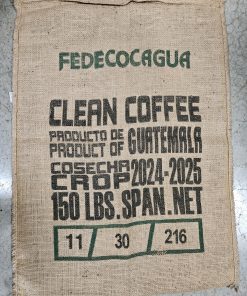 FEDECOCAGUA
CLEAN COFFEE
PRODUCTO DE GUATEMALA
PRODUCT OF
COSECHA 2024-2025
CROP
150 LBS. SPAN. NET
11 / 30 / 216